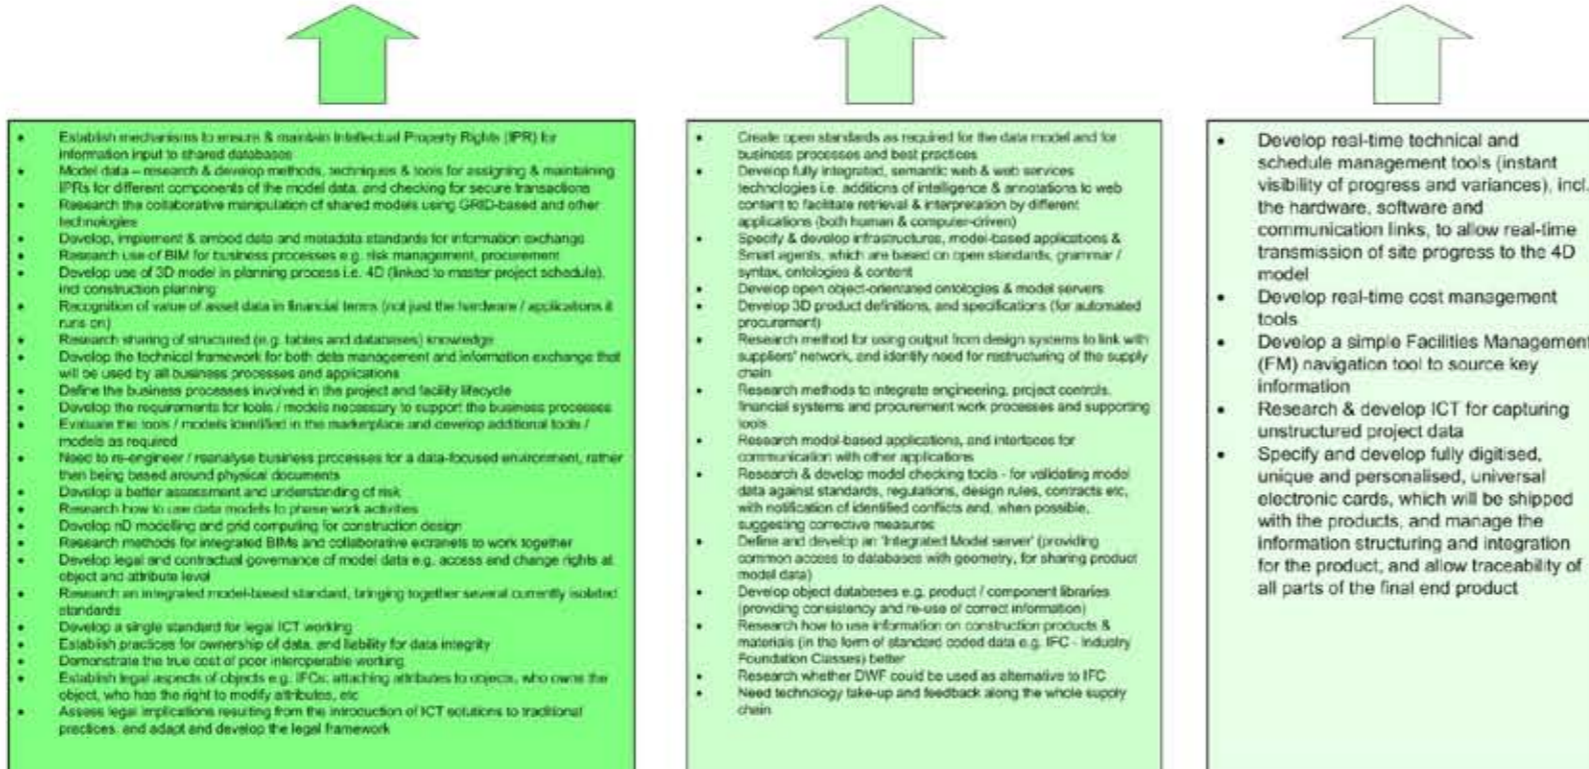 • Establish mechanisms to ensure & maintain Intellectual Property Rights (IPR) for
information input to shared databases
• Model data – research & develop methods, techniques & tools for assigning & maintaining
IPRs for different components of the model data, and checking for secure transactions
• Research the collaborative manipulation of shared models using GRID-based and other
technologies
• Develop, implement & embed data and metadata standards for information exchange
• Research use of BIM for business processes e.g. risk management, procurement
• Develop use of 3D model in planning process i.e. 4D (linked to master project schedule),
incl construction planning
• Recognition of value of asset data in financial terms (not just the hardware / applications it
runs on)
• Research sharing of structured (e.g. tables and databases) knowledge
• Develop the technical framework for both data management and information exchange that
will be used by all business processes and applications
• Define the business processes involved in the project and facility lifecycle
• Develop the requirements for tools / models necessary to support the business processes
• Evaluate the tools / models identified in the marketplace and develop additional tools /
models as required
• Need to re-engineer / reanalyse business processes for a data-focused environment, rather
than being based around physical documents
• Develop a better assessment and understanding of risk
• Research how to use data models to phase work activities
• Develop nD modelling and grid computing for construction design
• Research methods for integrated BIMs and collaborative extranets to work together
• Develop legal and contractual governance of model data e.g. access and change rights at
object and attribute level
• Research an integrated model-based standard, bringing together several currently isolated
standards
• Develop a single standard for legal ICT working
• Establish practices for ownership of data, and liability for data integrity
• Demonstrate the true cost of poor interoperable working
• Establish legal aspects of objects e.g. IFCs, attaching attributes to objects, who owns the
object, who has the right to modify attributes, etc
• Assess legal implications resulting from the introduction of ICT solutions to traditional
practices, and adapt and develop the legal framework
• Create open standards as required for the data model and for
business processes and best practices
• Develop fully integrated, semantic web & web services
technologies i.e. additions of intelligence & annotations to web
content to facilitate retrieval & interpretation by different
applications (both human & computer-driven)
• Specify & develop infrastructures, model-based applications &
Smart agents, which are based on open standards, grammar /
syntax, ontologies & content
• Develop open object-orientated ontologies & model servers
• Develop 3D product definitions, and specifications (for automated
procurement)
• Research method for using output from design systems to link with
suppliers' network, and identify need for restructuring of the supply
chain
• Research methods to integrate engineering, project controls,
financial systems and procurement work processes and supporting
tools
• Research model-based applications, and interfaces for
communication with other applications
• Research & develop model checking tools - for validating model
data against standards, regulations, design rules, contracts etc,
with notification of identified conflicts and, when possible,
suggesting corrective measures
• Define and develop an 'Integrated Model server' (providing
common access to databases with geometry, for sharing product
model data)
• Develop object databases e.g. product / component libraries
(providing consistency and re-use of correct information)
• Research how to use information on construction products &
materials (in the form of standard coded data e.g. IFC - Industry
Foundation Classes) better
• Research whether DWF could be used as alternative to IFC
• Need technology take-up and feedback along the whole supply
chain
• Develop real-time technical and
schedule management tools (instant
visibility of progress and variances), incl.
the hardware, software and
communication links, to allow real-time
transmission of site progress to the 4D
model
• Develop real-time cost management
tools
• Develop a simple Facilities Management
(FM) navigation tool to source key
information
• Research & develop ICT for capturing
unstructured project data
• Specify and develop fully digitised,
unique and personalised, universal
electronic cards, which will be shipped
with the products, and manage the
information structuring and integration
for the product, and allow traceability of
all parts of the final end product